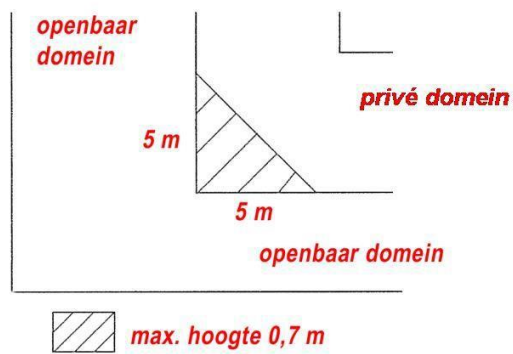 openbaar
domein
privé domein
5 m
5 m
openbaar domein
max. hoogte 0,7 m